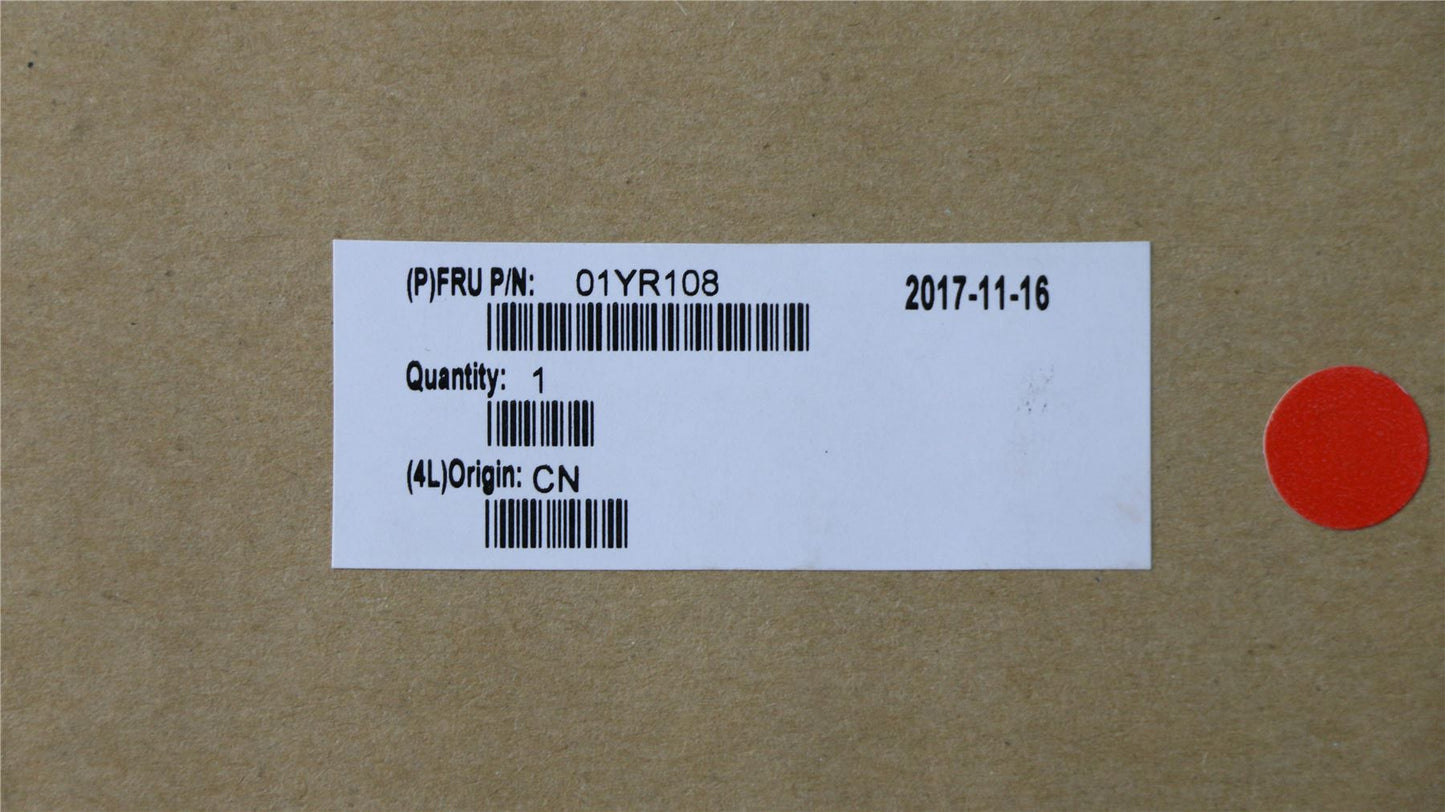 (P)FRU P/N: 01YR108 2017-11-16
Quantity: 1
(4L)Origin: CN